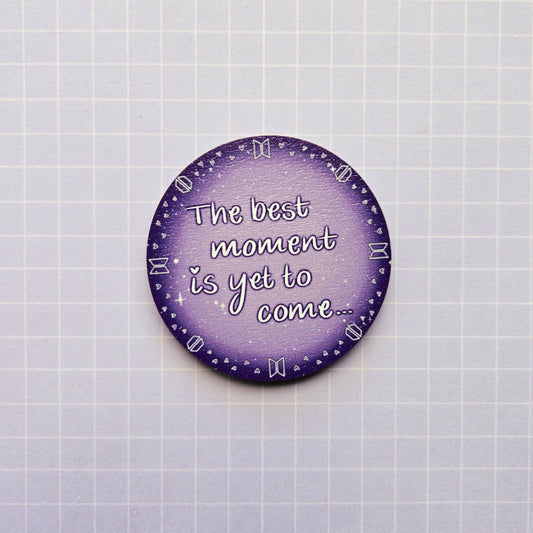 The best
moment
is yet to
come...